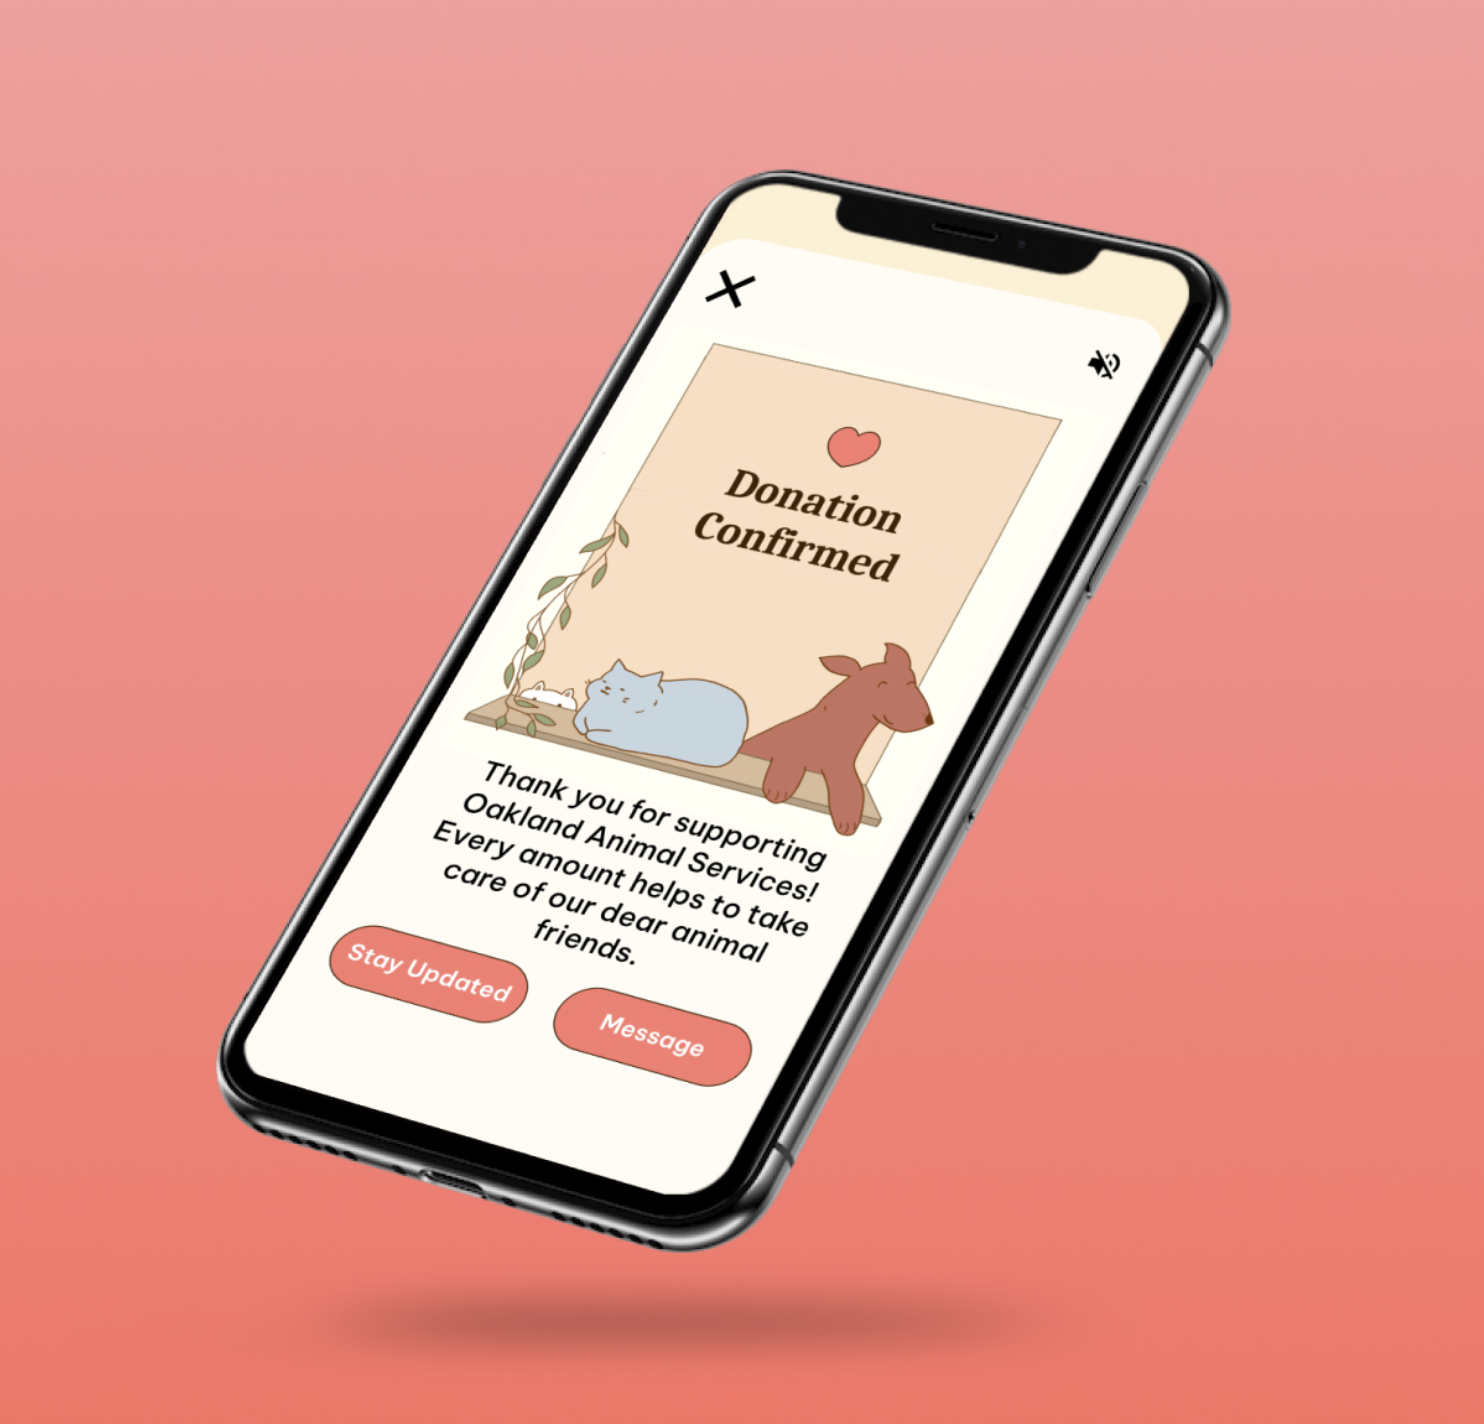 Donation
Confirmed
Thank you for supporting
Oakland Animal Services!
Every amount helps to take
care of our dear animal
friends.
Stay Updated
Message